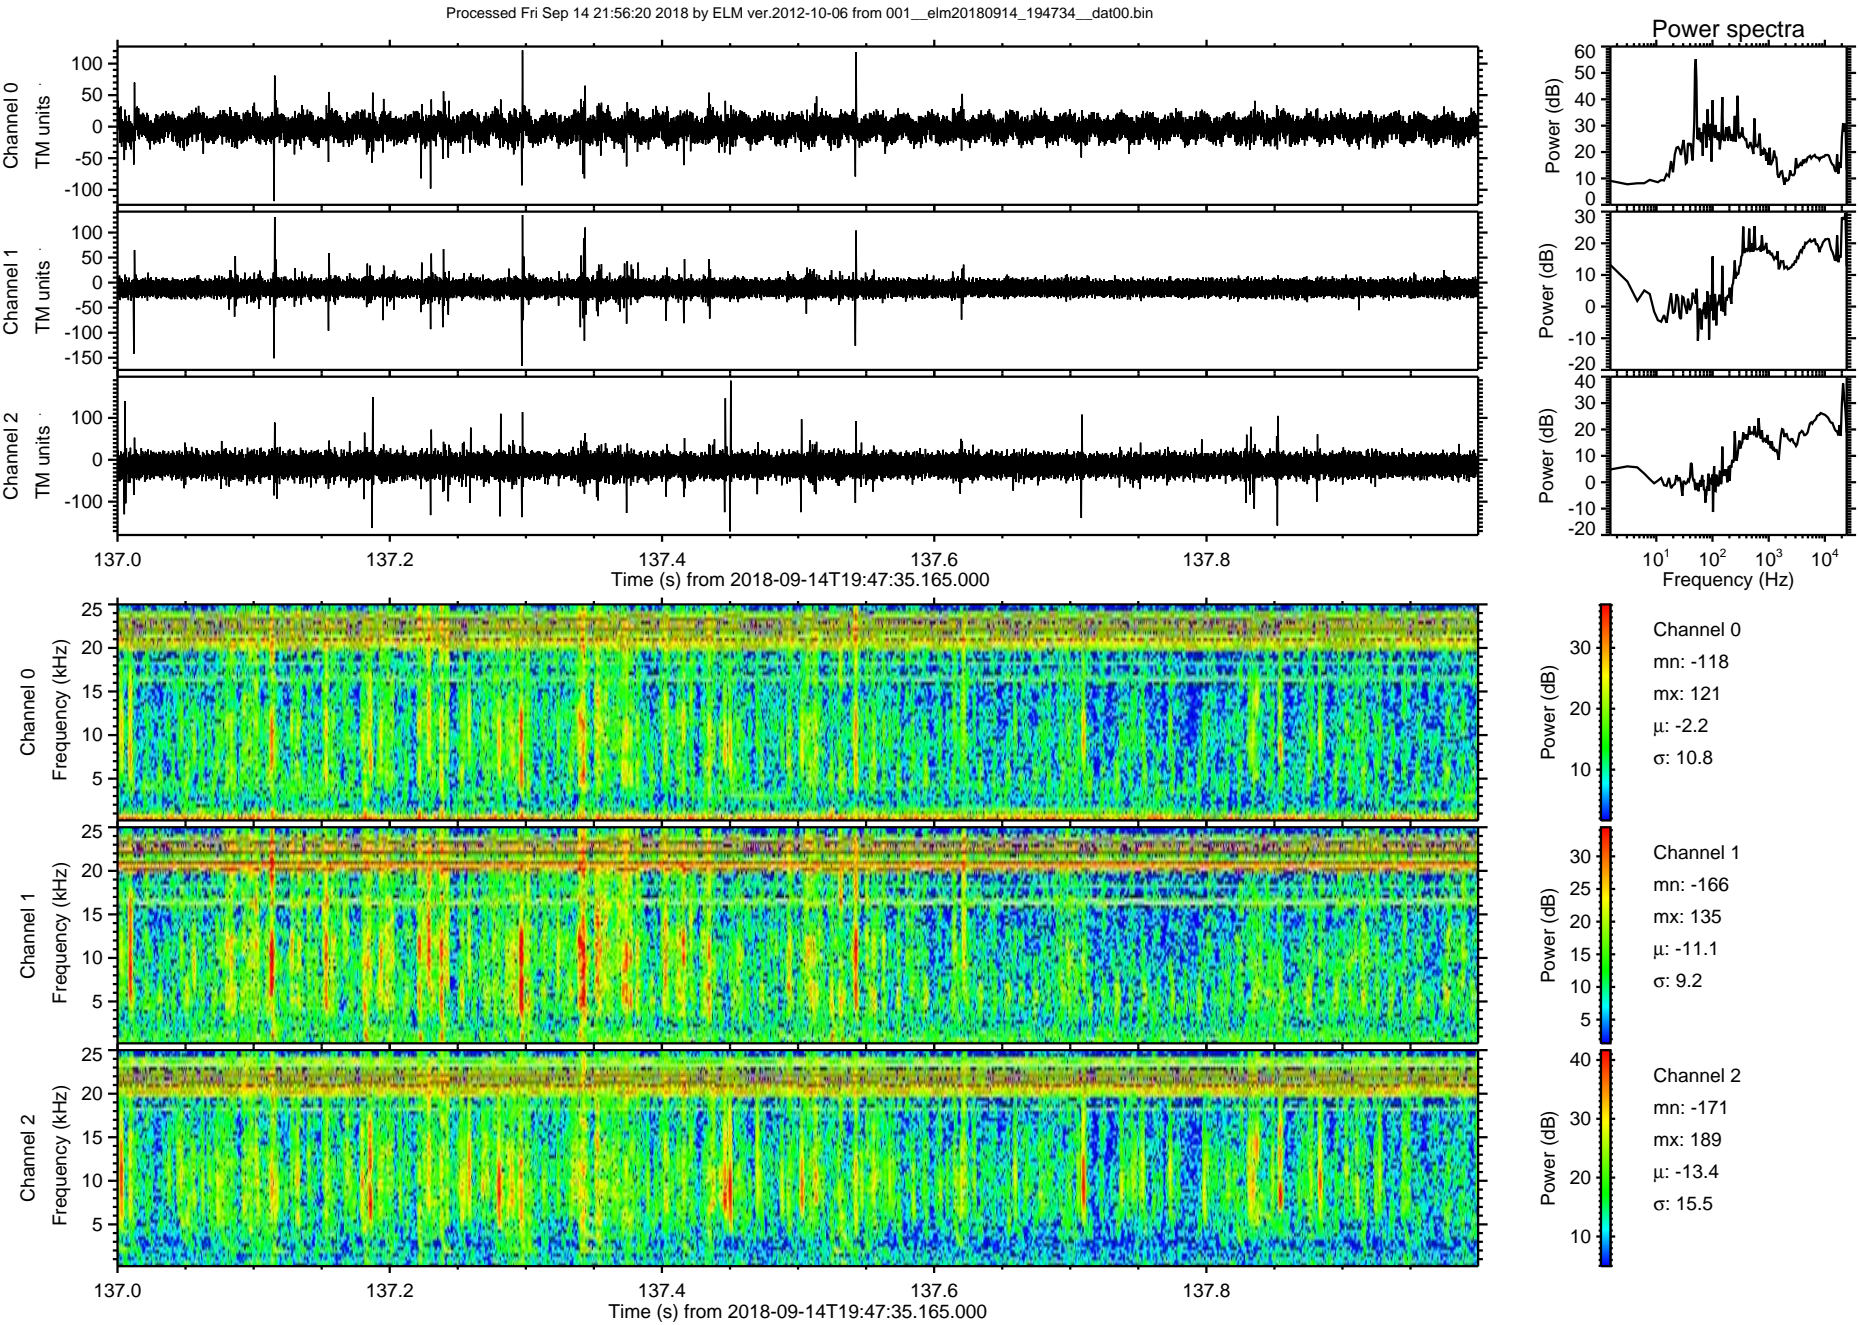 Processed Fri Sep 14 21:56:20 2018 by ELM ver.2012-10-06 from 001__elm20180914_194734__dat00.bin
Power spectra
Channel 0
TM units
100
50
0
-50
-100
Power (dB)
60
50
40
30
20
10
0
Channel 1
TM units
100
50
0
-50
-100
-150
Power (dB)
30
20
10
0
-10
-20
Channel 2
TM units
100
0
-100
Power (dB)
40
30
20
10
0
-10
-20
137.0 137.2 137.4 137.6 137.8
Time (s) from 2018-09-14T19:47:35.165.000
10^1 10^2 10^3 10^4
Frequency (Hz)
Channel 0
Frequency (kHz)
25
20
15
10
5
Power (dB)
30
20
10
Channel 0
mn: -118
mx: 121
μ: -2.2
σ: 10.8
Channel 1
Frequency (kHz)
25
20
15
10
5
Power (dB)
30
25
20
15
10
5
Channel 1
mn: -166
mx: 135
μ: -11.1
σ: 9.2
Channel 2
Frequency (kHz)
25
20
15
10
5
Power (dB)
40
30
20
10
Channel 2
mn: -171
mx: 189
μ: -13.4
σ: 15.5
137.0 137.2 137.4 137.6 137.8
Time (s) from 2018-09-14T19:47:35.165.000